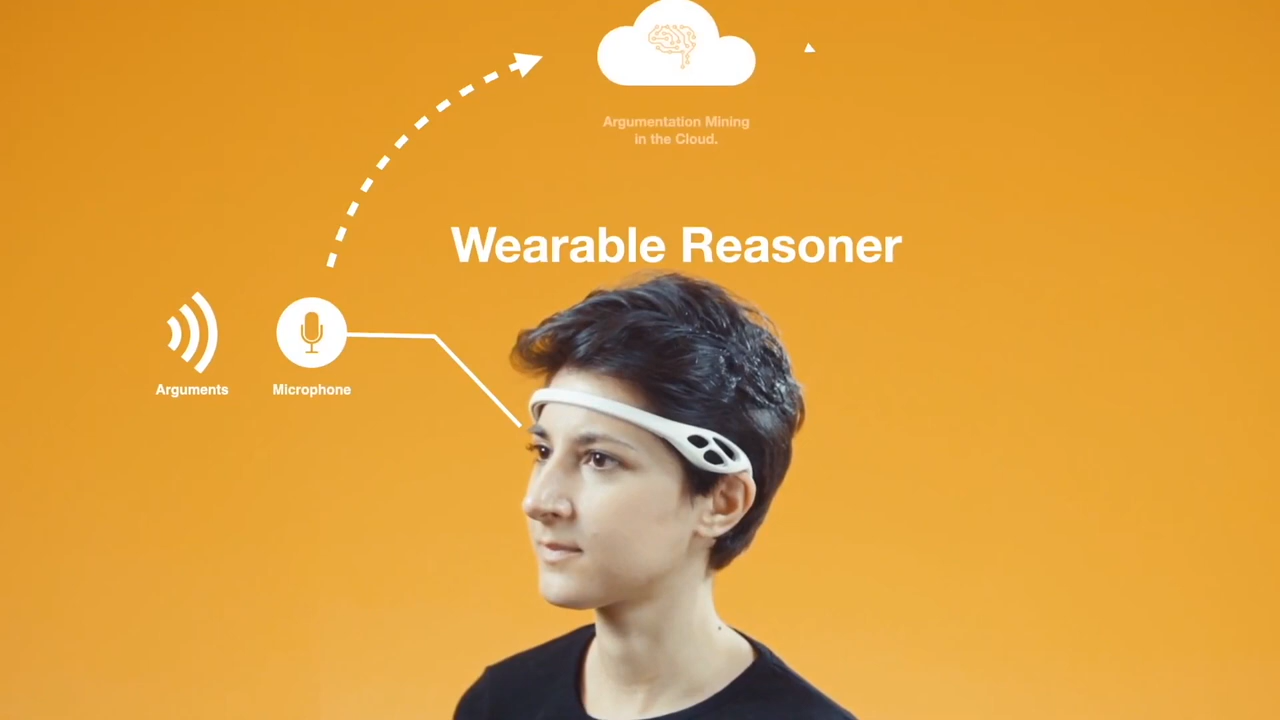 Argumentation Mining
in the Cloud.
Wearable Reasoner
Arguments
Microphone